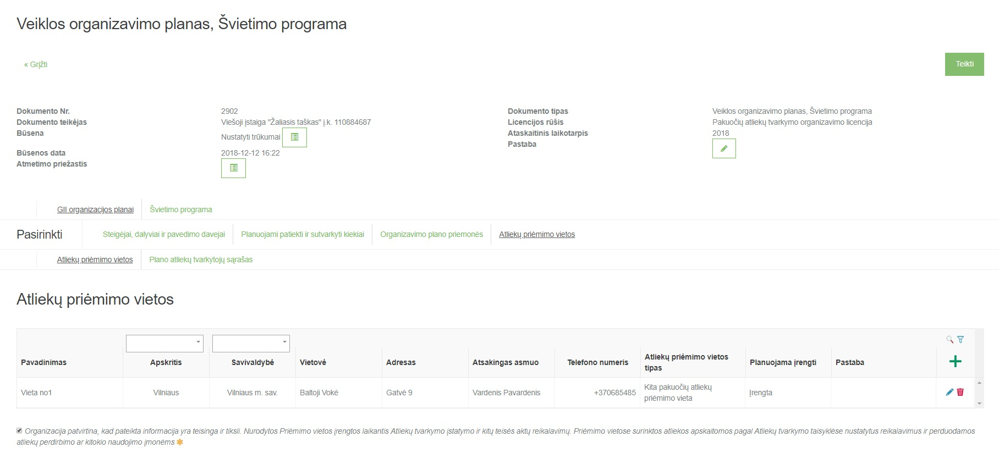 Veiklos organizavimo planas, Švietimo programa
« Grįžti
Teikti
Dokumento Nr. 2902
Dokumento teikėjas Viešoji įstaiga "Žaliasis taškas" į.k. 110884687
Būsena Nustatyti trūkumai
Būsenos data 2018-12-12 16:22
Atmetimo priežastis
Dokumento tipas Veiklos organizavimo planas, Švietimo programa
Licencijos rūšis Pakuočių atliekų tvarkymo organizavimo licencija
Ataskaitinis laikotarpis 2018
Pastaba
GII organizacijos planai Švietimo programa
Pasirinkti Steigėjai, dalyviai ir pavedimo davejai Planuojami patiekti ir sutvarkyti kiekiai Organizavimo plano priemonės Atliekų priėmimo vietos
Atliekų priėmimo vietos Plano atliekų tvarkytojų sąrašas
Atliekų priėmimo vietos
Pavadinimas Apskritis Savivaldybė Vietovė Adresas Atsakingas asmuo Telefono numeris Atliekų priėmimo vietos
tipas Planuojama įrengti Pastaba
Vieta no1 Vilniaus Vilniaus m. sav. Baltoji Vokė Gatvė 9 Vardenis Pavardenis +370685485 Kita pakuočių atliekų
priėmimo vieta Įrengta
Organizacija patvirtina, kad pateikta informacija yra teisinga ir tiksli. Nurodytos Priėmimo vietos įrengtos laikantis Atliekų tvarkymo įstatymo ir kitų teisės aktų reikalavimų. Priėmimo vietose surinktos atliekos apskaitomos pagal Atliekų tvarkymo taisyklėse nustatytus reikalavimus ir perduodamos
atliekų perdirbimo ar kitokio naudojimo įmonėms ✱